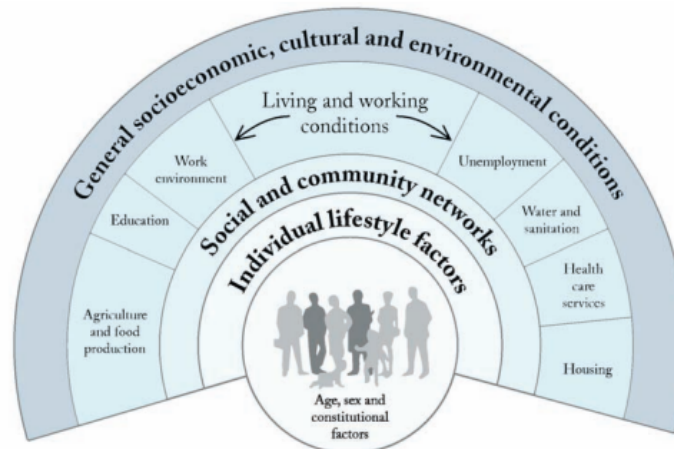 General socioeconomic, cultural and environmental conditions
Living and working
conditions
Work
environment
Unemployment
Education
Water and
sanitation
Agriculture
and food
production
Health
care
services
Housing
Social and community networks
Individual lifestyle factors
Age, sex and
constitutional
factors